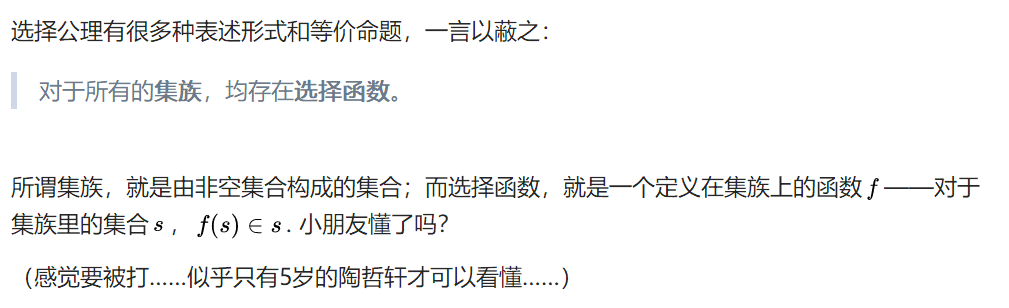 选择公理有很多种表述形式和等价命题，一言以蔽之：
对于所有的集族，均存在选择函数。
所谓集族，就是由非空集合构成的集合；而选择函数，就是一个定义在集族上的函数 f ——对于
集族里的集合 s ，f(s) ∈ s . 小朋友懂了吗？
（感觉要被打……似乎只有5岁的陶哲轩才可以看懂……）